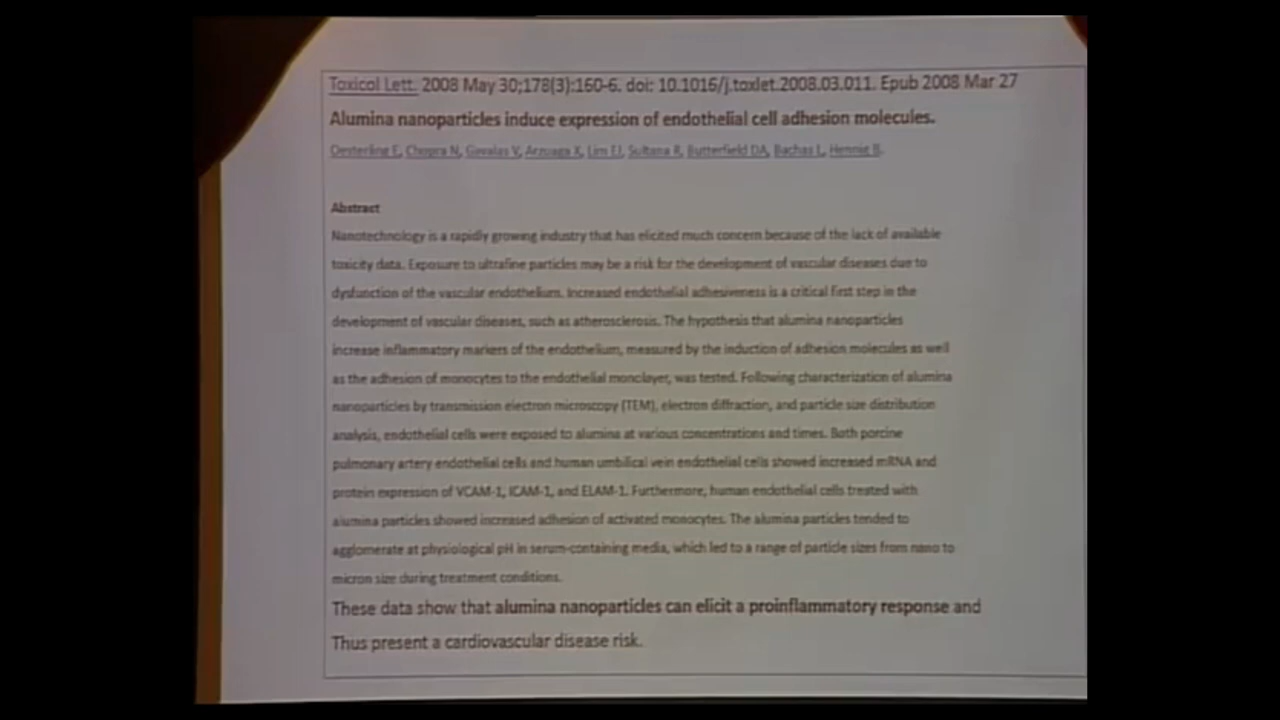 Toxicol Lett. 2008 May 30;178(3):160-6. doi: 10.1016/j.toxlet.2008.03.011. Epub 2008 Mar 27
Alumina nanoparticles induce expression of endothelial cell adhesion molecules.
Oesterling E, Chopra N, Gavalas V, Arzuaga X, Lim EJ, Sultana R, Butterfield DA, Bachas L, Hennig B.
Abstract
Nanotechnology is a rapidly growing industry that has elicited much concern because of the lack of available
toxicity data. Exposure to ultrafine particles may be a risk for the development of vascular diseases due to
dysfunction of the vascular endothelium. Increased endothelial adhesiveness is a critical first step in the
development of vascular diseases, such as atherosclerosis. The hypothesis that alumina nanoparticles
increase inflammatory markers of the endothelium, measured by the induction of adhesion molecules as well
as the adhesion of monocytes to the endothelial monolayer, was tested. Following characterization of alumina
nanoparticles by transmission electron microscopy (TEM), electron diffraction, and particle size distribution
analysis, endothelial cells were exposed to alumina at various concentrations and times. Both porcine
pulmonary artery endothelial cells and human umbilical vein endothelial cells showed increased mRNA and
protein expression of VCAM-1, ICAM-1, and ELAM-1. Furthermore, human endothelial cells treated with
alumina particles showed increased adhesion of activated monocytes. The alumina particles tended to
agglomerate at physiological pH in serum-containing media, which led to a range of particle sizes from nano to
micron size during treatment conditions.
These data show that alumina nanoparticles can elicit a proinflammatory response and
Thus present a cardiovascular disease risk.